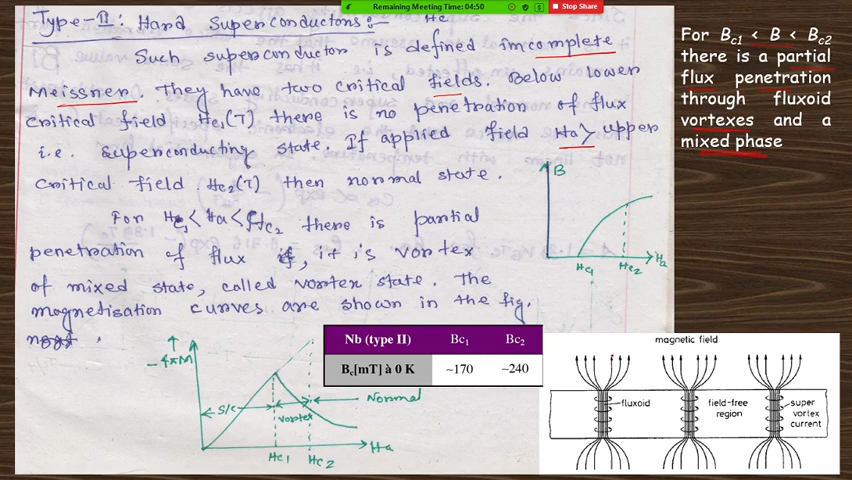 Remaining Meeting Time: 04:50
Stop Share
Type-II: Hard Superconductors:
Hc
Such superconductor is defined incomplete
Meissner. They have two critical fields. Below lower
critical field Hc1(T) there is no penetration of flux
i.e. superconducting state. If applied field Ha > upper
critical field Hc2(T) then normal state.
For Hc1 < Ha < Hc2 there is partial
penetration of flux if, it is vortex
of mixed state, called vortex state. The
magnetisation curves are shown in the fig.
B
Hc1
Hc2
Ha
-4πM
S/C
Vortex
Normal
Hc1
Hc2
Ha
Nb (type II) Bc1 Bc2
Bc[mT] à 0 K ~170 ~240
For Bc1 < B < Bc2
there is a partial
flux penetration
through fluxoid
vortexes and a
mixed phase
magnetic field
fluxoid
field-free
region
super
vortex
current